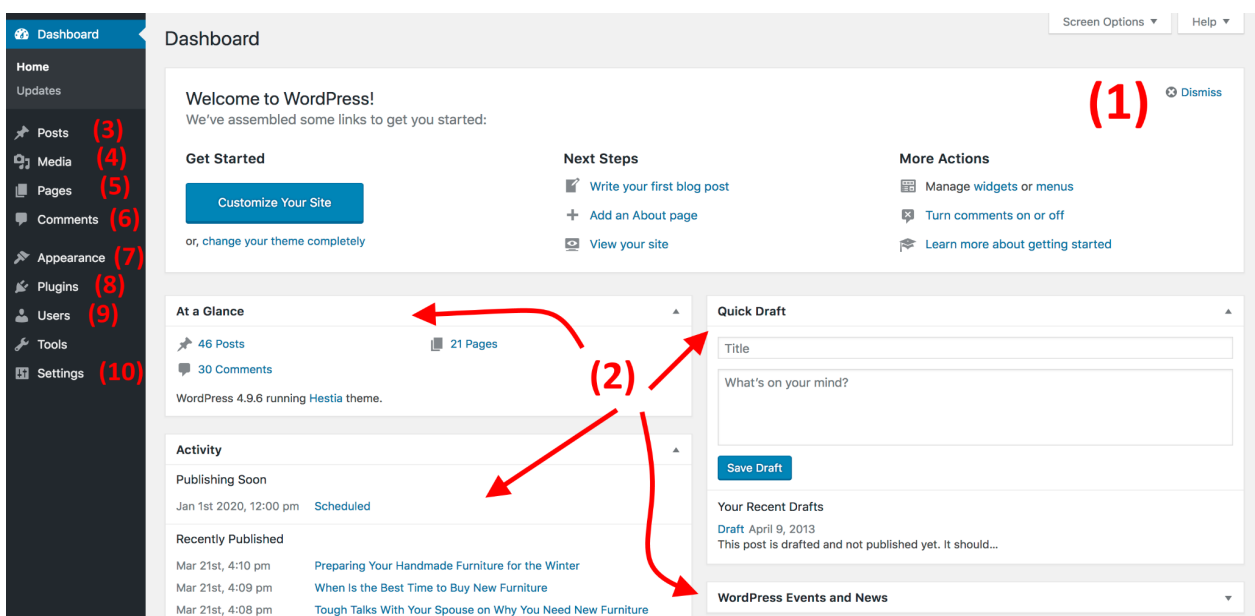 Dashboard
Home
Updates
Posts (3)
Media (4)
Pages (5)
Comments (6)
Appearance (7)
Plugins (8)
Users (9)
Tools
Settings (10)
Screen Options Help
Dashboard
(1)
Dismiss
Welcome to WordPress!
We've assembled some links to get you started:
Get Started
Customize Your Site
or, change your theme completely
Next Steps
Write your first blog post
Add an About page
View your site
More Actions
Manage widgets or menus
Turn comments on or off
Learn more about getting started
(2)
At a Glance
46 Posts 21 Pages
30 Comments
WordPress 4.9.6 running Hestia theme.
Activity
Publishing Soon
Jan 1st 2020, 12:00 pm Scheduled
Recently Published
Mar 21st, 4:10 pm Preparing Your Handmade Furniture for the Winter
Mar 21st, 4:09 pm When Is the Best Time to Buy New Furniture
Mar 21st, 4:08 pm Tough Talks With Your Spouse on Why You Need New Furniture
Quick Draft
Title
What's on your mind?
Save Draft
Your Recent Drafts
Draft April 9, 2013
This post is drafted and not published yet. It should...
WordPress Events and News